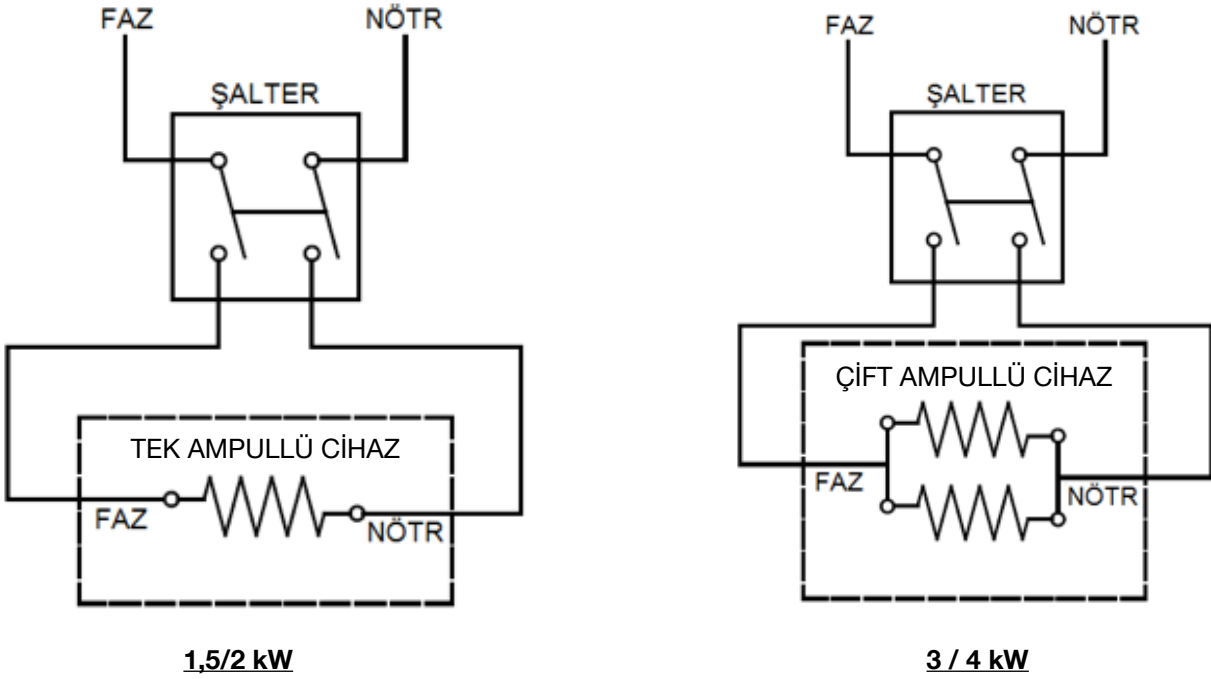 FAZ NÖTR
ŞALTER
TEK AMPULLÜ CİHAZ
FAZ
NÖTR
1,5/2 kW
FAZ NÖTR
ŞALTER
ÇİFT AMPULLÜ CİHAZ
FAZ
NÖTR
3 / 4 kW